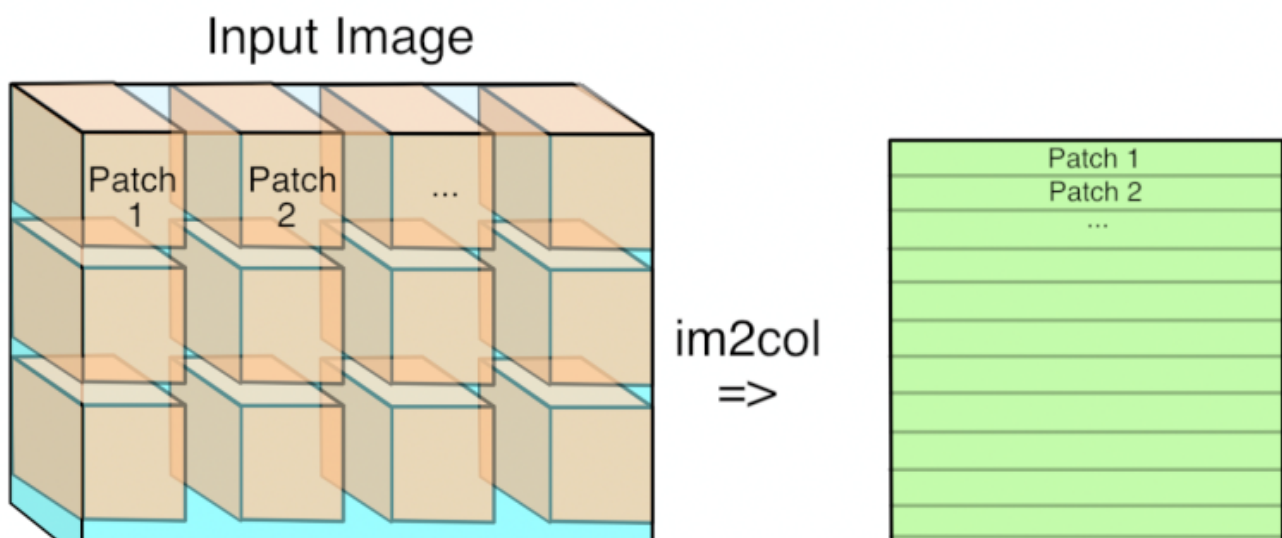 Input Image
Patch
1
Patch
2
...
Patch 1
Patch 2
...
im2col
=>